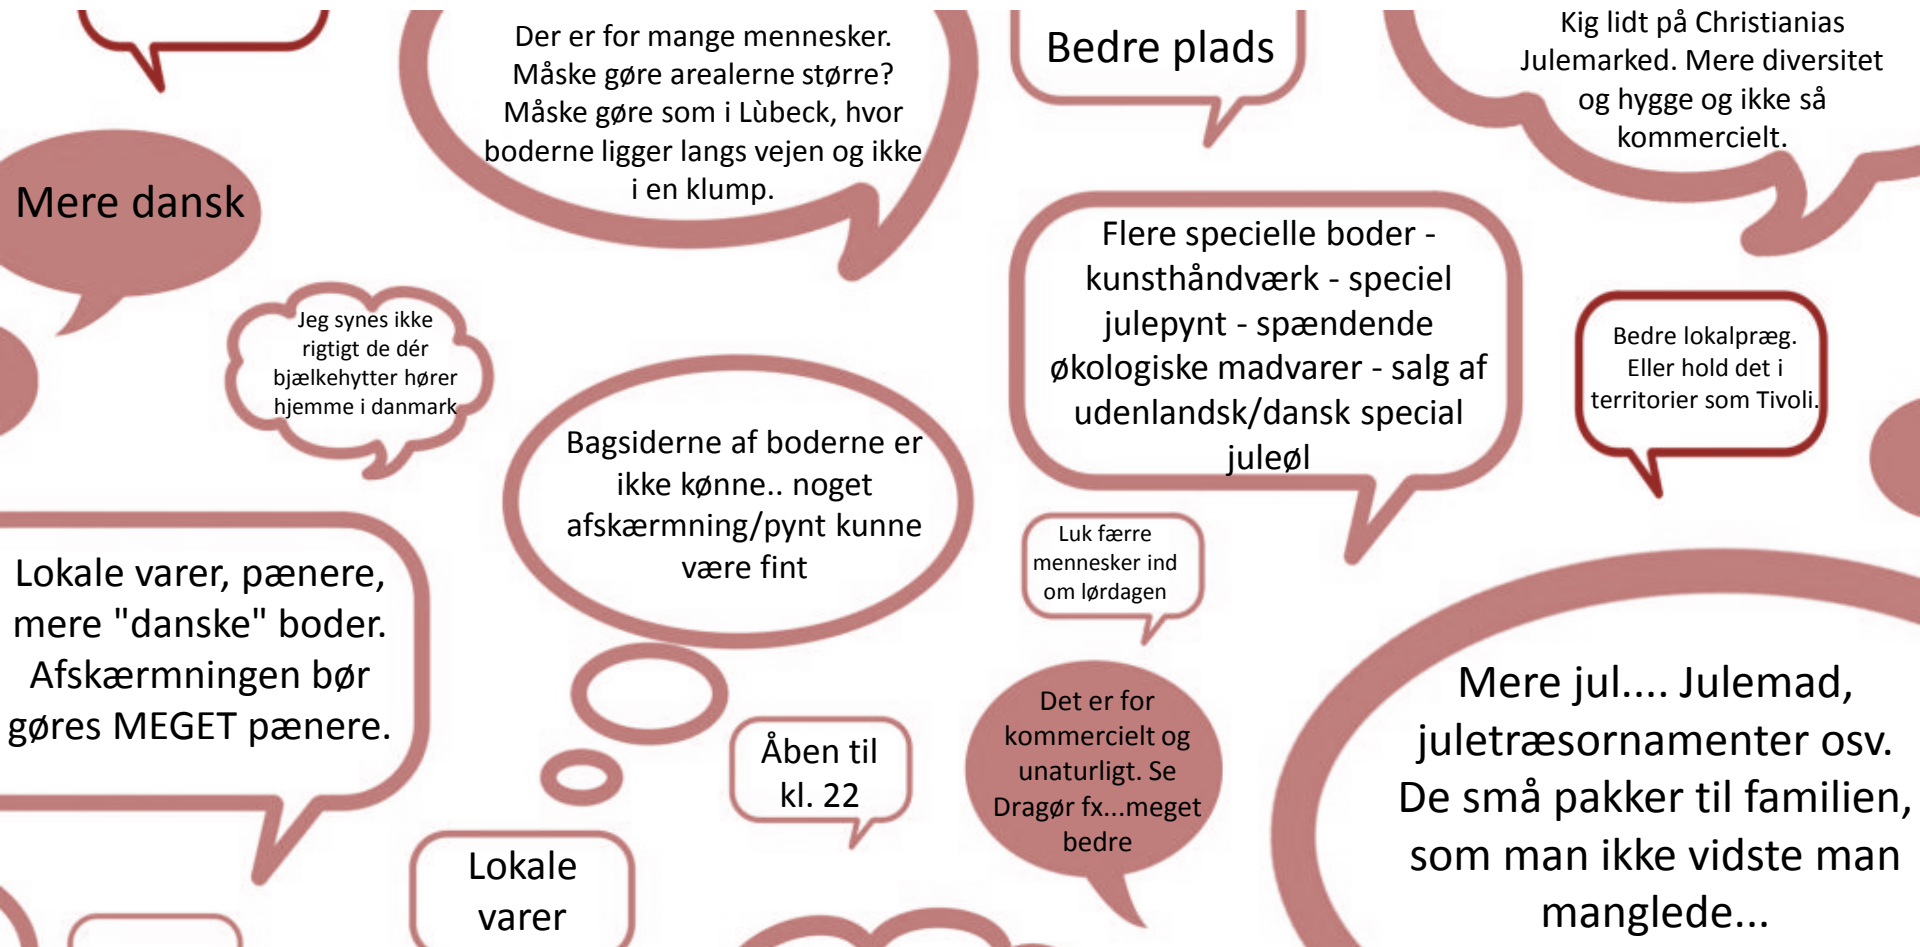 Der er for mange mennesker.
Måske gøre arealerne større?
Måske gøre som i Lùbeck, hvor
boderne ligger langs vejen og ikke
i en klump.
Bedre plads
Kig lidt på Christianias
Julemarked. Mere diversitet
og hygge og ikke så
kommercielt.
Mere dansk
Jeg synes ikke
rigtigt de dér
bjælkehytter hører
hjemme i danmark
Flere specielle boder -
kunsthåndværk - speciel
julepynt - spændende
økologiske madvarer - salg af
udenlandsk/dansk special
juleøl
Bedre lokalpræg.
Eller hold det i
territorier som Tivoli.
Bagsiderne af boderne er
ikke kønne.. noget
afskærmning/pynt kunne
være fint
Luk færre
mennesker ind
om lørdagen
Lokale varer, pænere,
mere "danske" boder.
Afskærmningen bør
gøres MEGET pænere.
Åben til
kl. 22
Det er for
kommercielt og
unaturligt. Se
Dragør fx...meget
bedre
Mere jul.... Julemad,
juletræsornamenter osv.
De små pakker til familien,
som man ikke vidste man
manglede...
Lokale
varer